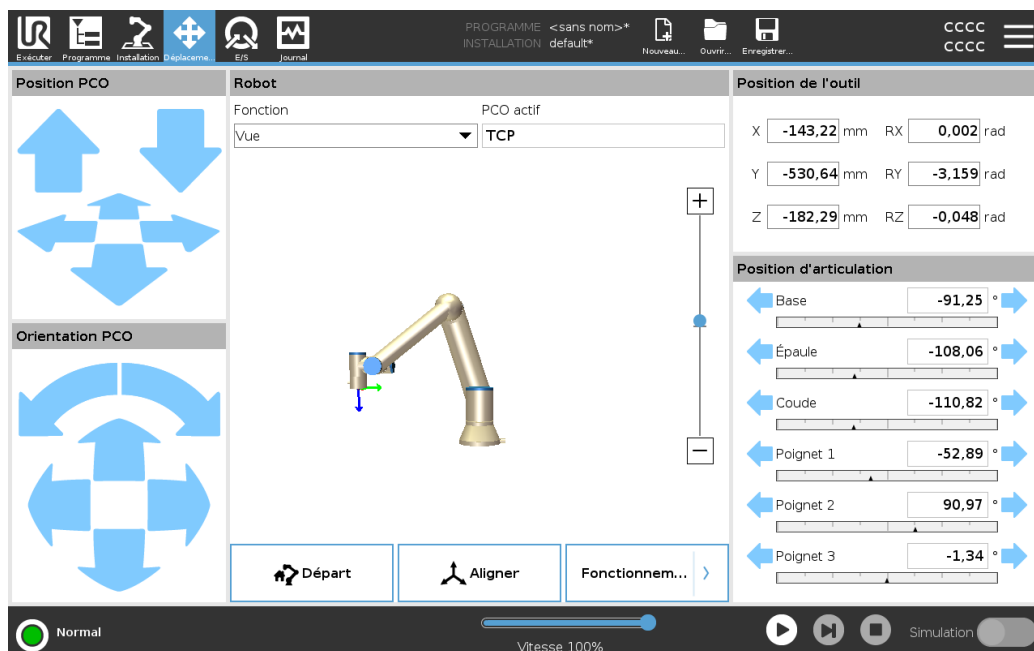 PROGRAMME <sans nom>*
INSTALLATION default*
CCCC
CCCC
Exécuter Programme Installation Déplaceme... E/S Journal Nouveau... Ouvrir... Enregistrer...
Position PCO
Orientation PCO
Robot
Fonction PCO actif
Vue TCP
+
−
Départ Aligner Fonctionnem...
Position de l'outil
X -143,22 mm RX 0,002 rad
Y -530,64 mm RY -3,159 rad
Z -182,29 mm RZ -0,048 rad
Position d'articulation
Base -91,25 °
Épaule -108,06 °
Coude -110,82 °
Poignet 1 -52,89 °
Poignet 2 90,97 °
Poignet 3 -1,34 °
Normal
Vitesse 100%
Simulation